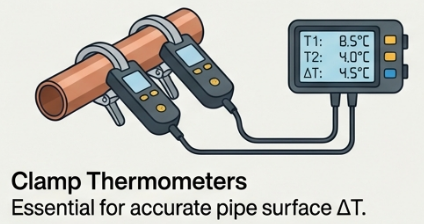 T1: 8.5°C
T2: 4.0°C
ΔT: 4.5°C
Clamp Thermometers
Essential for accurate pipe surface ΔT.